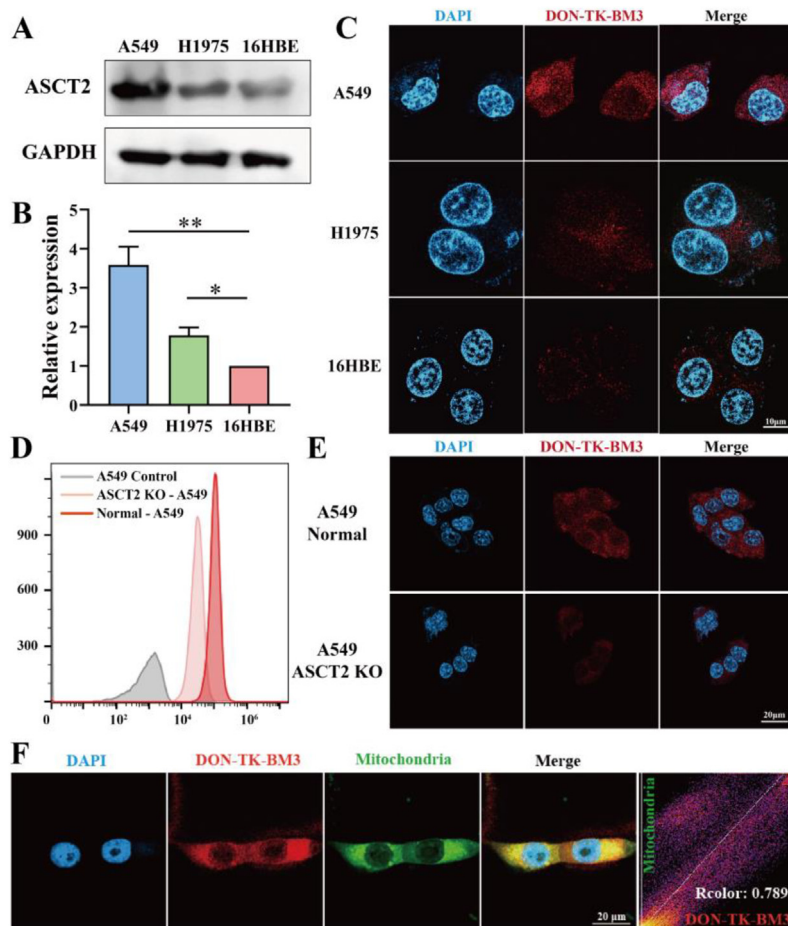 A
A549 H1975 16HBE
ASCT2
GAPDH
B
Relative expression
5
4
3
2
1
0
**
*
A549 H1975 16HBE
C
DAPI DON-TK-BM3 Merge
A549
H1975
16HBE
10μm
D
A549 Control
ASCT2 KO - A549
Normal - A549
900
600
300
0 10² 10⁴ 10⁶
E
DAPI DON-TK-BM3 Merge
A549
Normal
A549
ASCT2 KO
20μm
F
DAPI DON-TK-BM3 Mitochondria Merge
20 μm
Mitochondria
Rcolor: 0.789
DON-TK-BM3